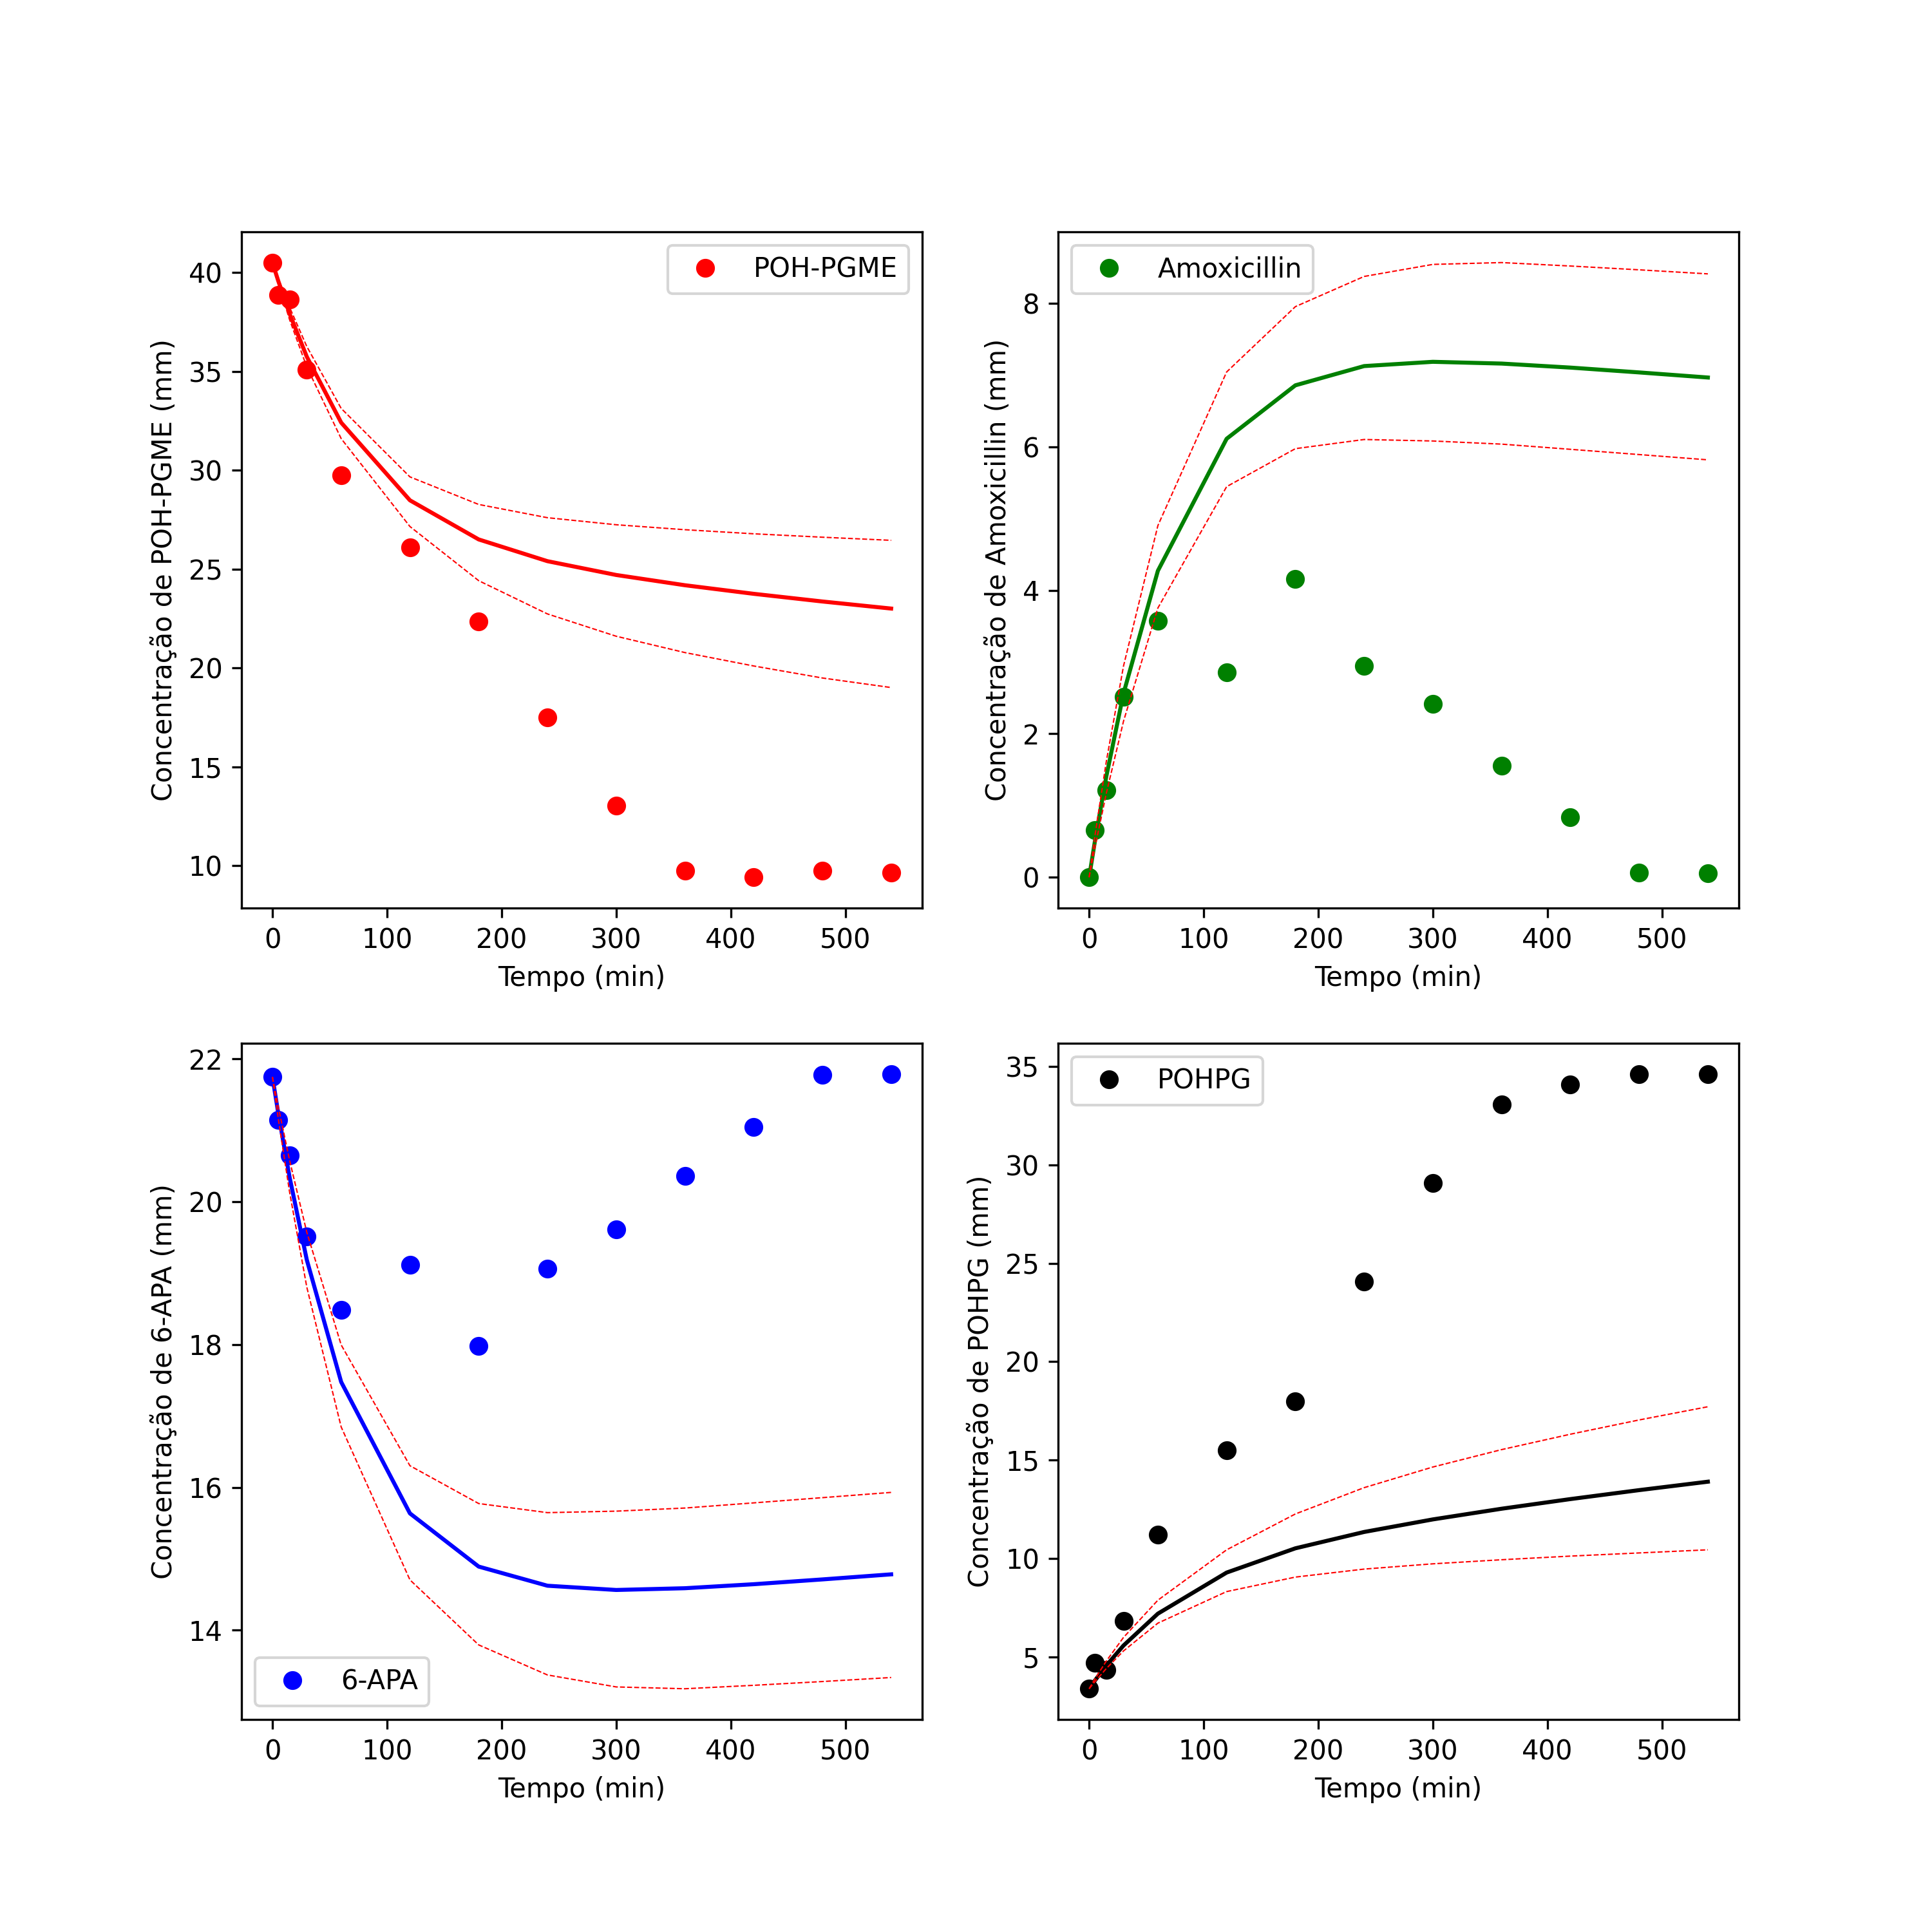 POH-PGME
Concentração de POH-PGME (mm)
40
35
30
25
20
15
10
0 100 200 300 400 500
Tempo (min)
Amoxicillin
Concentração de Amoxicillin (mm)
8
6
4
2
0
0 100 200 300 400 500
Tempo (min)
6-APA
Concentração de 6-APA (mm)
22
20
18
16
14
0 100 200 300 400 500
Tempo (min)
POHPG
Concentração de POHPG (mm)
35
30
25
20
15
10
5
0 100 200 300 400 500
Tempo (min)